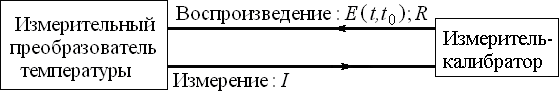 Измерительный
преобразователь
температуры
Воспроизведение : E(t,t₀); R
Измерение : I
Измеритель-
калибратор